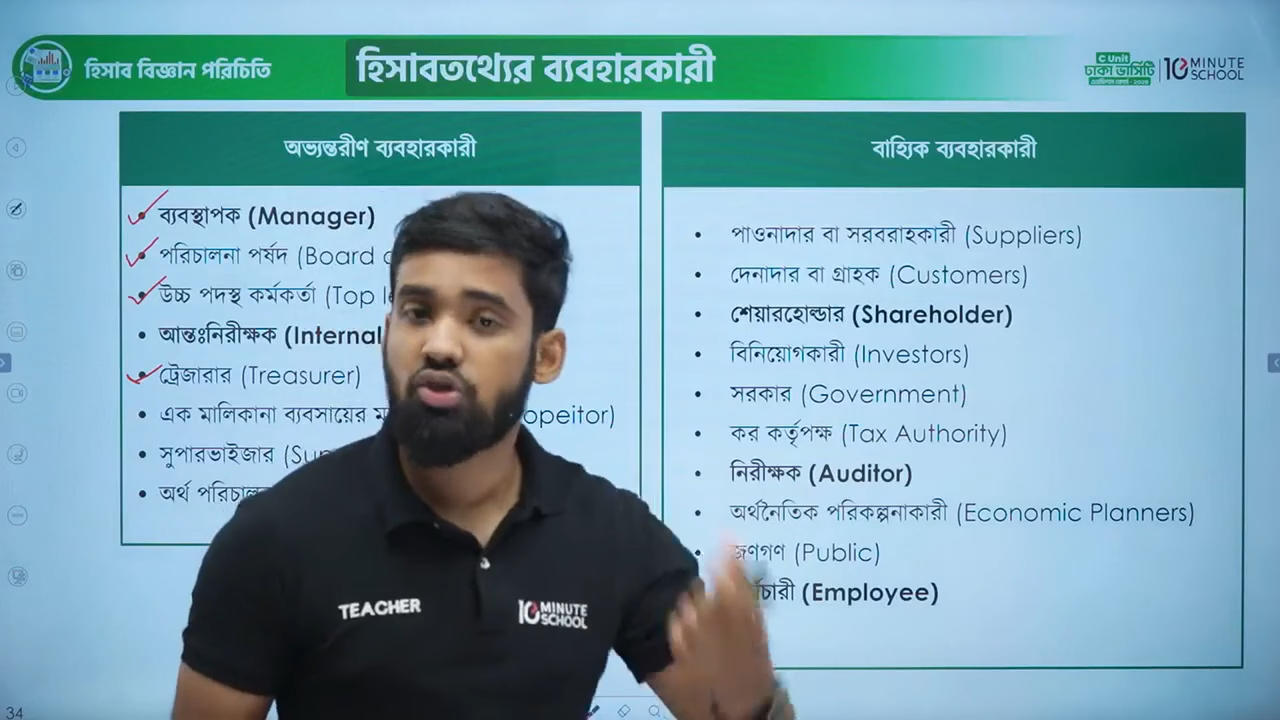 হিসাব বিজ্ঞান পরিচিতি
হিসাবতথ্যের ব্যবহারকারী
C Unit
ঢাকা ভার্সিটি
10 MINUTE SCHOOL
অভ্যন্তরীণ ব্যবহারকারী
ব্যবস্থাপক (Manager)
পরিচালনা পর্ষদ (Board
উচ্চ পদস্থ কর্মকর্তা (Top
আন্তঃনিরীক্ষক (Internal
ট্রেজারার (Treasurer)
এক মালিকানা ব্যবসায়ের opeitor)
সুপারভাইজার
অর্থ
বাহ্যিক ব্যবহারকারী
পাওনাদার বা সরবরাহকারী (Suppliers)
দেনাদার বা গ্রাহক (Customers)
শেয়ারহোল্ডার (Shareholder)
বিনিয়োগকারী (Investors)
সরকার (Government)
কর কর্তৃপক্ষ (Tax Authority)
নিরীক্ষক (Auditor)
অর্থনৈতিক পরিকল্পনাকারী (Economic Planners)
জণগণ (Public)
(Employee)
TEACHER
10 MINUTE SCHOOL
34